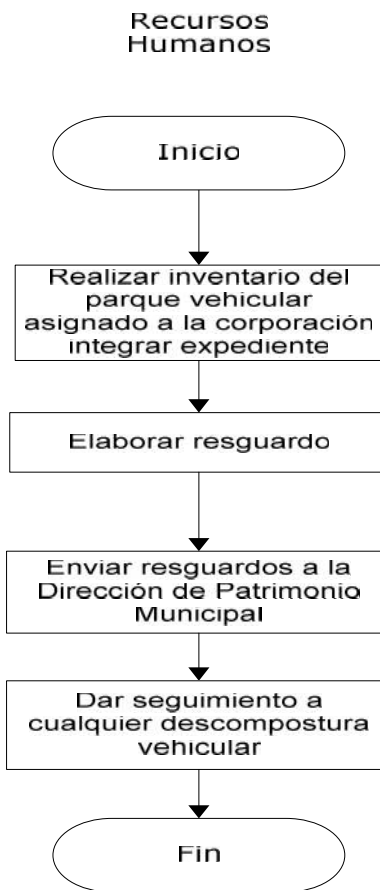 Recursos
Humanos
Inicio
Realizar inventario del
parque vehicular
asignado a la corporación
integrar expediente
Elaborar resguardo
Enviar resguardos a la
Dirección de Patrimonio
Municipal
Dar seguimiento a
cualquier descompostura
vehicular
Fin